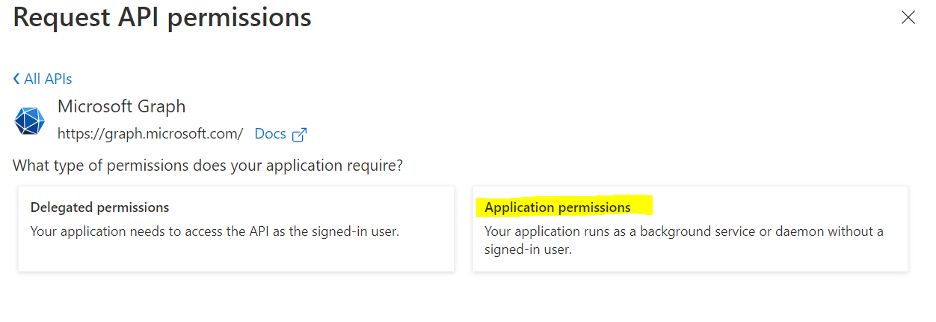 Request API permissions
All APIs
Microsoft Graph
https://graph.microsoft.com/ Docs
What type of permissions does your application require?
Delegated permissions
Your application needs to access the API as the signed-in user.
Application permissions
Your application runs as a background service or daemon without a
signed-in user.